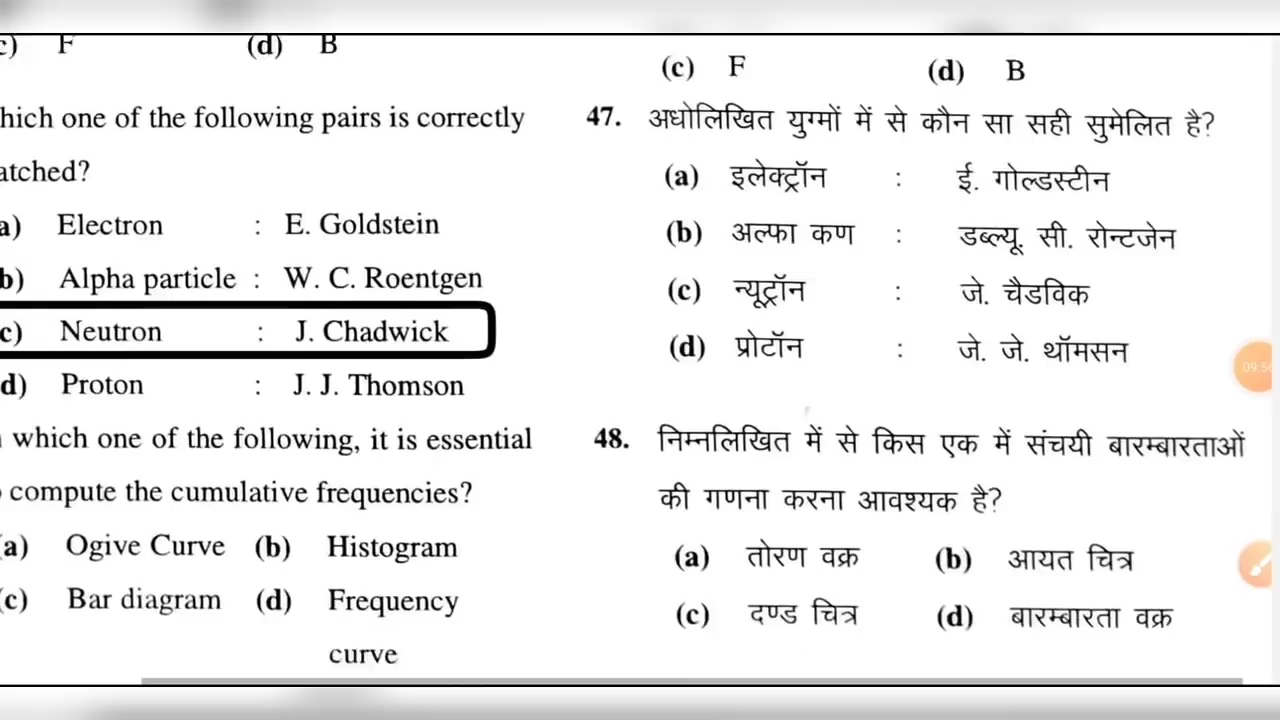 c) F (d) B
hich one of the following pairs is correctly
atched?
a) Electron : E. Goldstein
b) Alpha particle : W. C. Roentgen
c) Neutron : J. Chadwick
d) Proton : J. J. Thomson
which one of the following, it is essential
compute the cumulative frequencies?
(a) Ogive Curve (b) Histogram
(c) Bar diagram (d) Frequency
curve
(c) F (d) B
47. अधोलिखित युग्मों में से कौन सा सही सुमेलित है?
(a) इलेक्ट्रॉन : ई. गोल्डस्टीन
(b) अल्फा कण : डब्ल्यू. सी. रोन्टजेन
(c) न्यूट्रॉन : जे. चैडविक
(d) प्रोटॉन : जे. जे. थॉमसन
48. निम्नलिखित में से किस एक में संचयी बारम्बारताओं
की गणना करना आवश्यक है?
(a) तोरण वक्र (b) आयत चित्र
(c) दण्ड चित्र (d) बारम्बारता वक्र